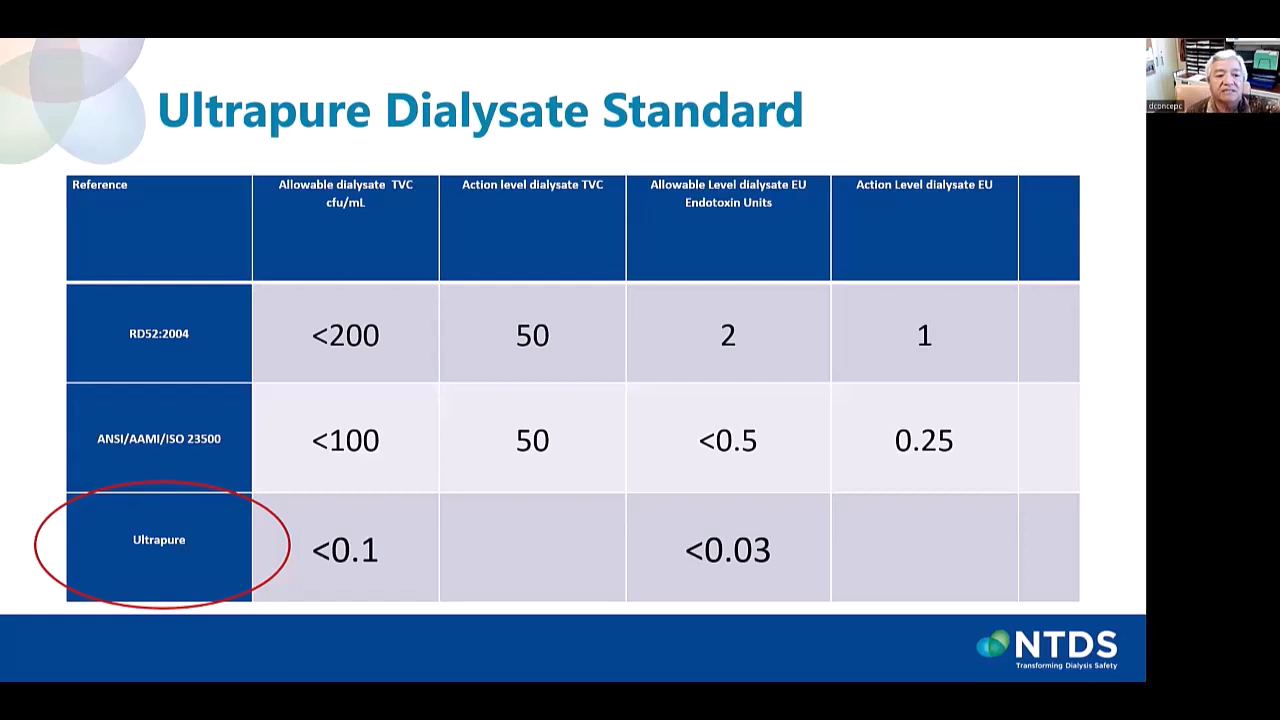 Ultrapure Dialysate Standard
dconcepc
Reference
Allowable dialysate TVC
cfu/mL
Action level dialysate TVC
Allowable Level dialysate EU
Endotoxin Units
Action Level dialysate EU
RD52:2004
<200
50
2
1
ANSI/AAMI/ISO 23500
<100
50
<0.5
0.25
Ultrapure
<0.1
<0.03
NTDS
Transforming Dialysis Safety